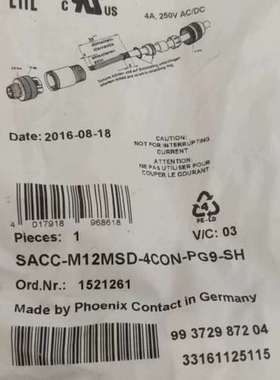 4A, 250V AC/DC
Date: 2016-08-18
CAUTION:
NOT FOR INTERRUPTING
CURRENT
ATTENTION:
NE PAS UTILISER POUR
COUPER LE COURANT
4 017918 968618
4
PE-LD
Pieces: 1
V/C: 03
SACC-M12MSD-4CON-PG9-SH
Ord.Nr.: 1521261
Made by Phoenix Contact in Germany
99 3729 872 04
33161125115